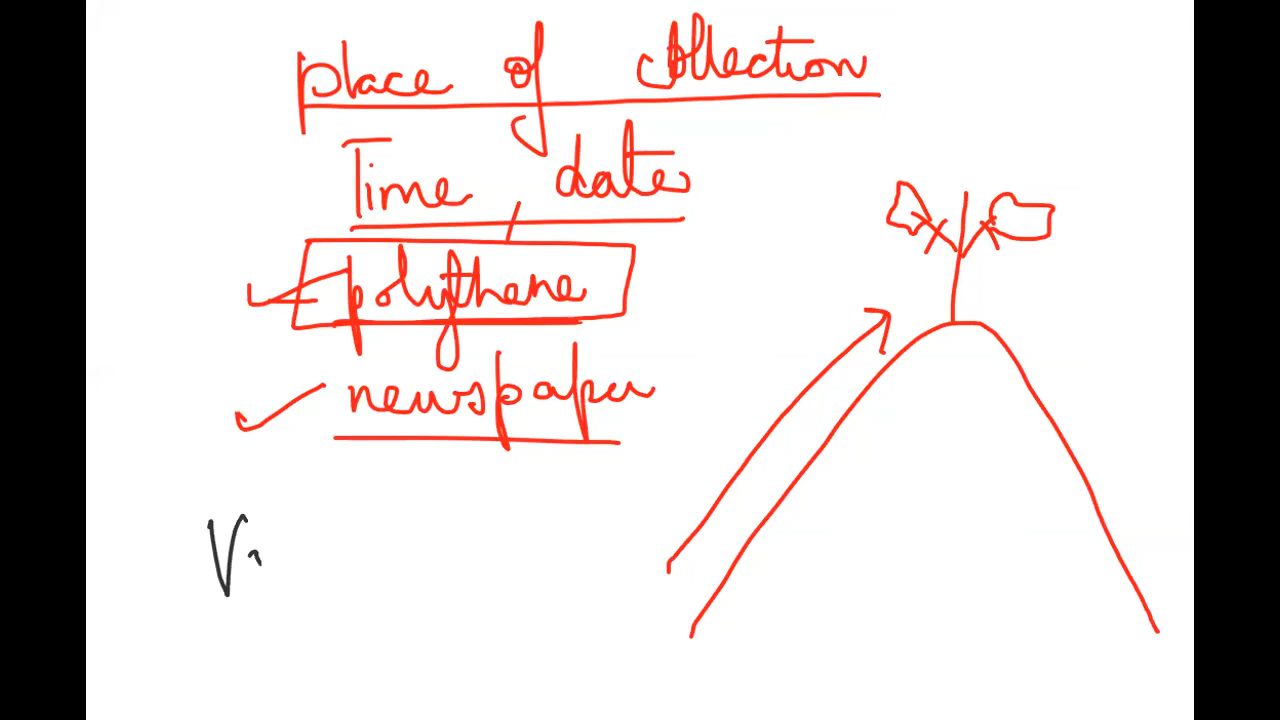 place of collection
Time, date
polythene
newspaper